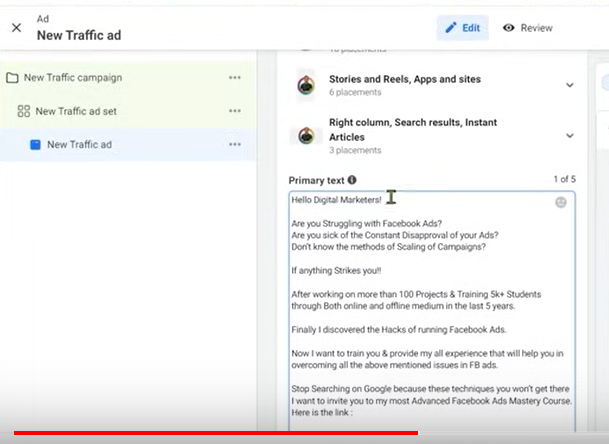 Ad
New Traffic ad
Edit
Review
New Traffic campaign
New Traffic ad set
New Traffic ad
Stories and Reels, Apps and sites
6 placements
Right column, Search results, Instant
Articles
3 placements
Primary text
1 of 5
Hello Digital Marketers!
Are you Struggling with Facebook Ads?
Are you sick of the Constant Disapproval of your Ads?
Don't know the methods of Scaling of Campaigns?
If anything Strikes you!!
After working on more than 100 Projects & Training 5k+ Students
through Both online and offline medium in the last 5 years.
Finally I discovered the Hacks of running Facebook Ads.
Now I want to train you & provide my all experience that will help you in
overcoming all the above mentioned issues in FB ads.
Stop Searching on Google because these techniques you won't get there
I want to invite you to my most Advanced Facebook Ads Mastery Course.
Here is the link :